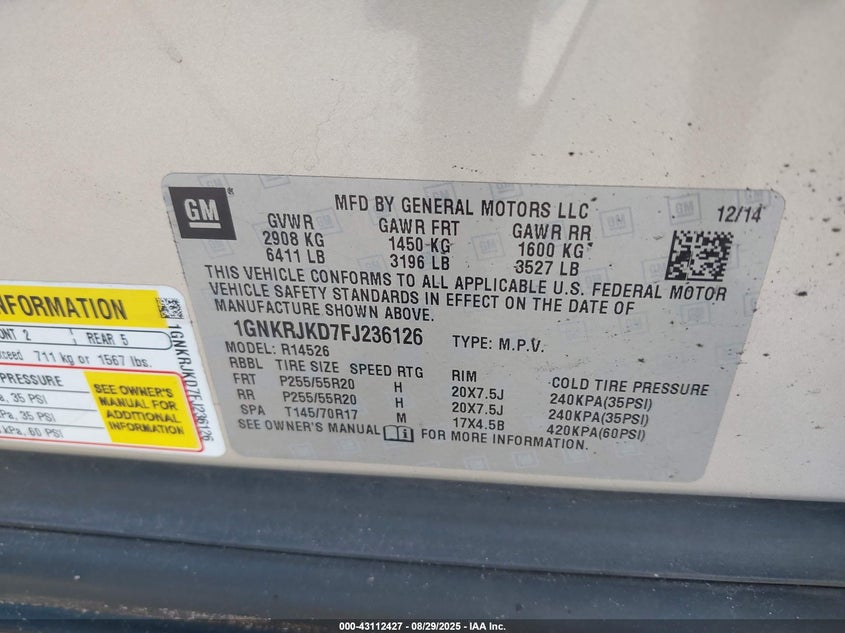 GM
MFD BY GENERAL MOTORS LLC
12/14
GVWR GAWR FRT GAWR RR
2908 KG 1450 KG 1600 KG
6411 LB 3196 LB 3527 LB
THIS VEHICLE CONFORMS TO ALL APPLICABLE U.S. FEDERAL MOTOR
VEHICLE SAFETY STANDARDS IN EFFECT ON THE DATE OF
MANUFACTURE SHOWN ABOVE.
1GNKRJKD7FJ236126 TYPE: M.P.V.
MODEL: R14526
RBBL TIRE SIZE SPEED RTG RIM COLD TIRE PRESSURE
FRT P255/55R20 H 20X7.5J 240KPA(35PSI)
RR P255/55R20 H 20X7.5J 240KPA(35PSI)
SPA T145/70R17 M 17X4.5B 420KPA(60PSI)
SEE OWNER'S MANUAL FOR MORE INFORMATION.
NFORMATION
ONT 2 REAR 5
xceed 711 kg or 1567 lbs.
PRESSURE
a, 35 PSI
Pa, 35 PSI
kPa, 60 PSI
SEE OWNER'S
MANUAL FOR
ADDITIONAL
INFORMATION
1GNKRJKD7FJ236126
000-43112427 - 08/29/2025 - IAA Inc.